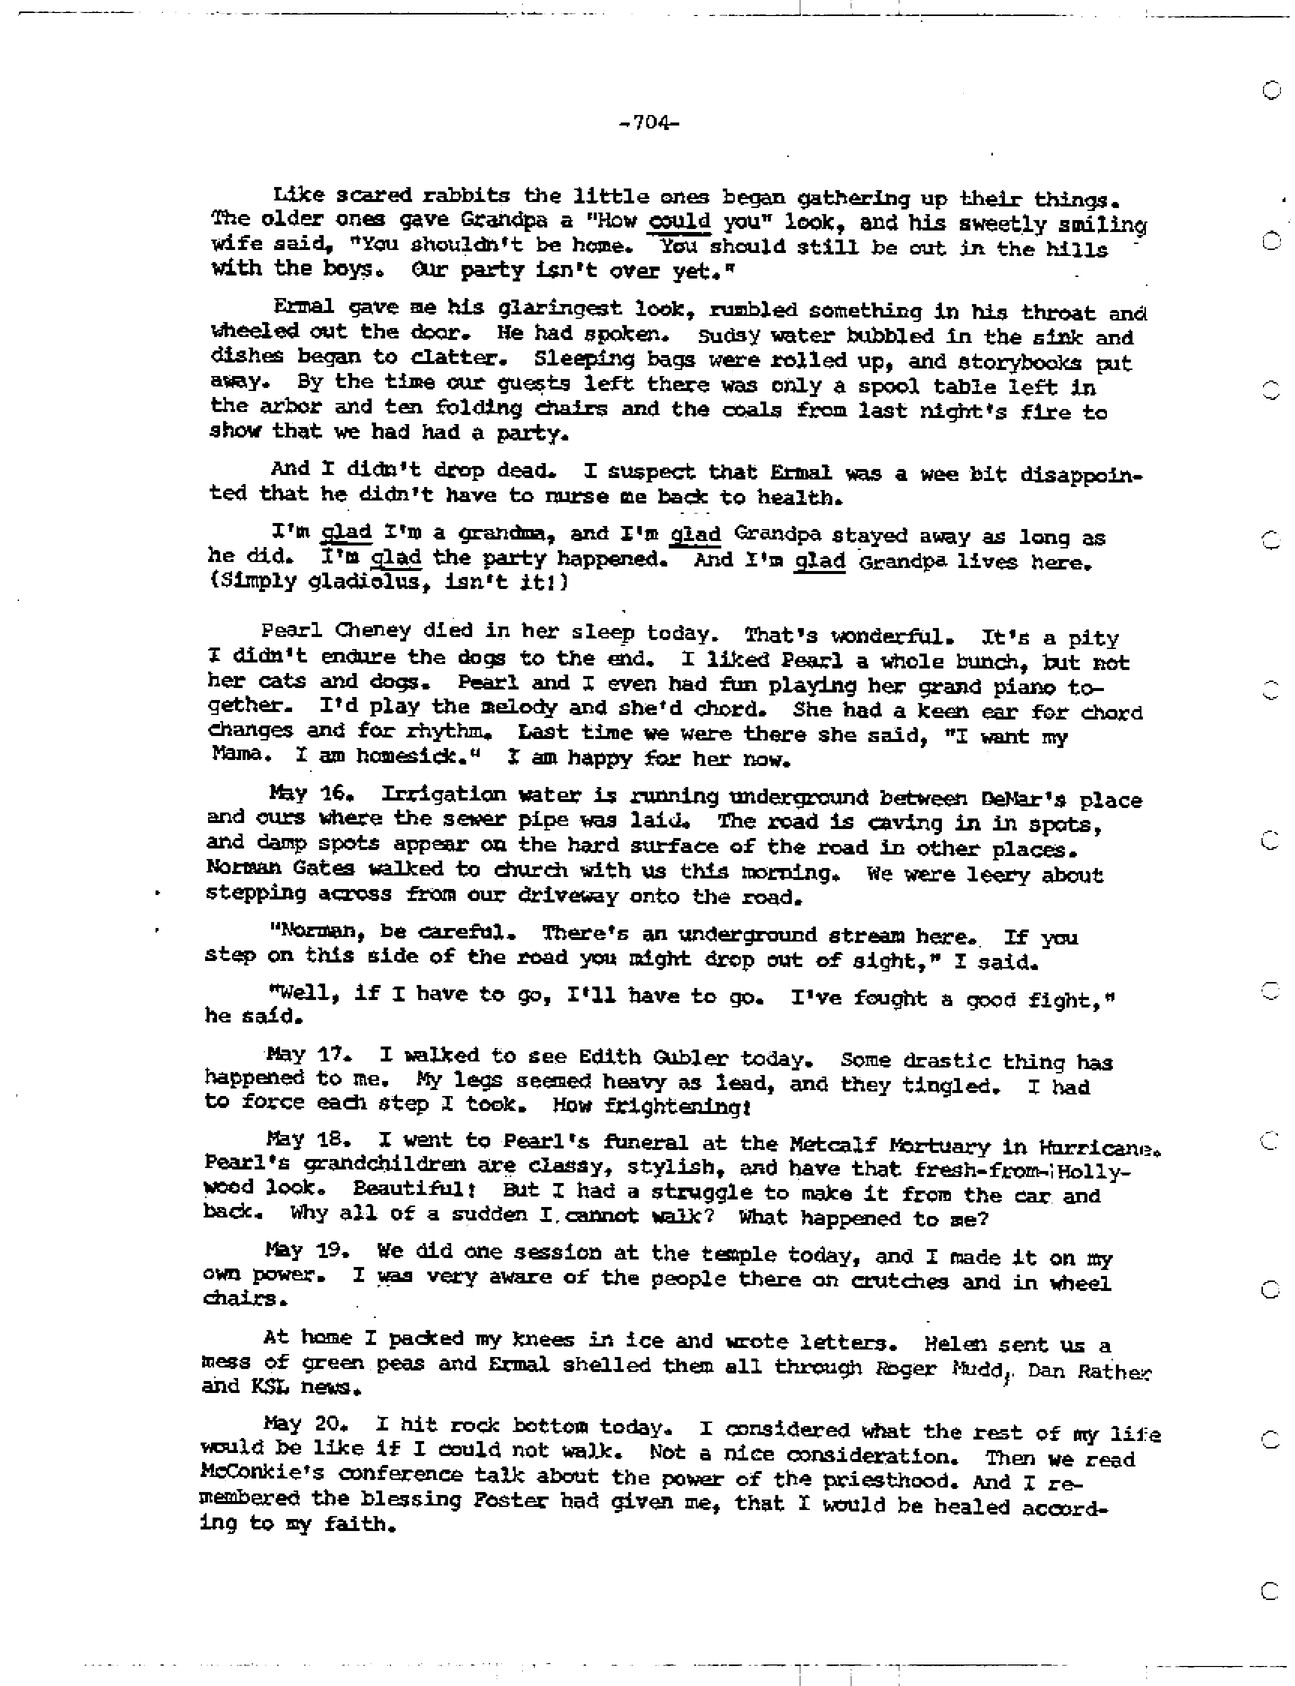 -704-
Like scared rabbits the little ones began gathering up their things.
The older ones gave Grandpa a "How could you" look, and his sweetly smiling
wife said, "You shouldn't be home. You should still be out in the hills
with the boys. Our party isn't over yet."
Ermal gave me his glaringest look, rumbled something in his throat and
wheeled out the door. He had spoken. Sudsy water bubbled in the sink and
dishes began to clatter. Sleeping bags were rolled up, and storybooks put
away. By the time our guests left there was only a spool table left in
the arbor and ten folding chairs and the coals from last night's fire to
show that we had had a party.
And I didn't drop dead. I suspect that Ermal was a wee bit disappoin-
ted that he didn't have to nurse me back to health.
I'm glad I'm a grandma, and I'm glad Grandpa stayed away as long as
he did. I'm glad the party happened. And I'm glad Grandpa lives here.
(Simply gladiolus, isn't it!)
Pearl Cheney died in her sleep today. That's wonderful. It's a pity
I didn't endure the dogs to the end. I liked Pearl a whole bunch, but not
her cats and dogs. Pearl and I even had fun playing her grand piano to-
gether. I'd play the melody and she'd chord. She had a keen ear for chord
changes and for rhythm. Last time we were there she said, "I want my
Mama. I am homesick." I am happy for her now.
May 16. Irrigation water is running underground between DeMar's place
and ours where the sewer pipe was laid. The road is caving in in spots,
and damp spots appear on the hard surface of the road in other places.
Norman Gates walked to church with us this morning. We were leery about
stepping across from our driveway onto the road.
"Norman, be careful. There's an underground stream here. If you
step on this side of the road you might drop out of sight," I said.
"Well, if I have to go, I'll have to go. I've fought a good fight,"
he said.
May 17. I walked to see Edith Gubler today. Some drastic thing has
happened to me. My legs seemed heavy as lead, and they tingled. I had
to force each step I took. How frightening!
May 18. I went to Pearl's funeral at the Metcalf Mortuary in Hurricane.
Pearl's grandchildren are classy, stylish, and have that fresh-from-Holly-
wood look. Beautiful! But I had a struggle to make it from the car and
back. Why all of a sudden I cannot walk? What happened to me?
May 19. We did one session at the temple today, and I made it on my
own power. I was very aware of the people there on crutches and in wheel
chairs.
At home I packed my knees in ice and wrote letters. Helen sent us a
mess of green peas and Ermal shelled them all through Roger Mudd, Dan Rather
and KSL news.
May 20. I hit rock bottom today. I considered what the rest of my life
would be like if I could not walk. Not a nice consideration. Then we read
McConkie's conference talk about the power of the priesthood. And I re-
membered the blessing Foster had given me, that I would be healed accord-
ing to my faith.